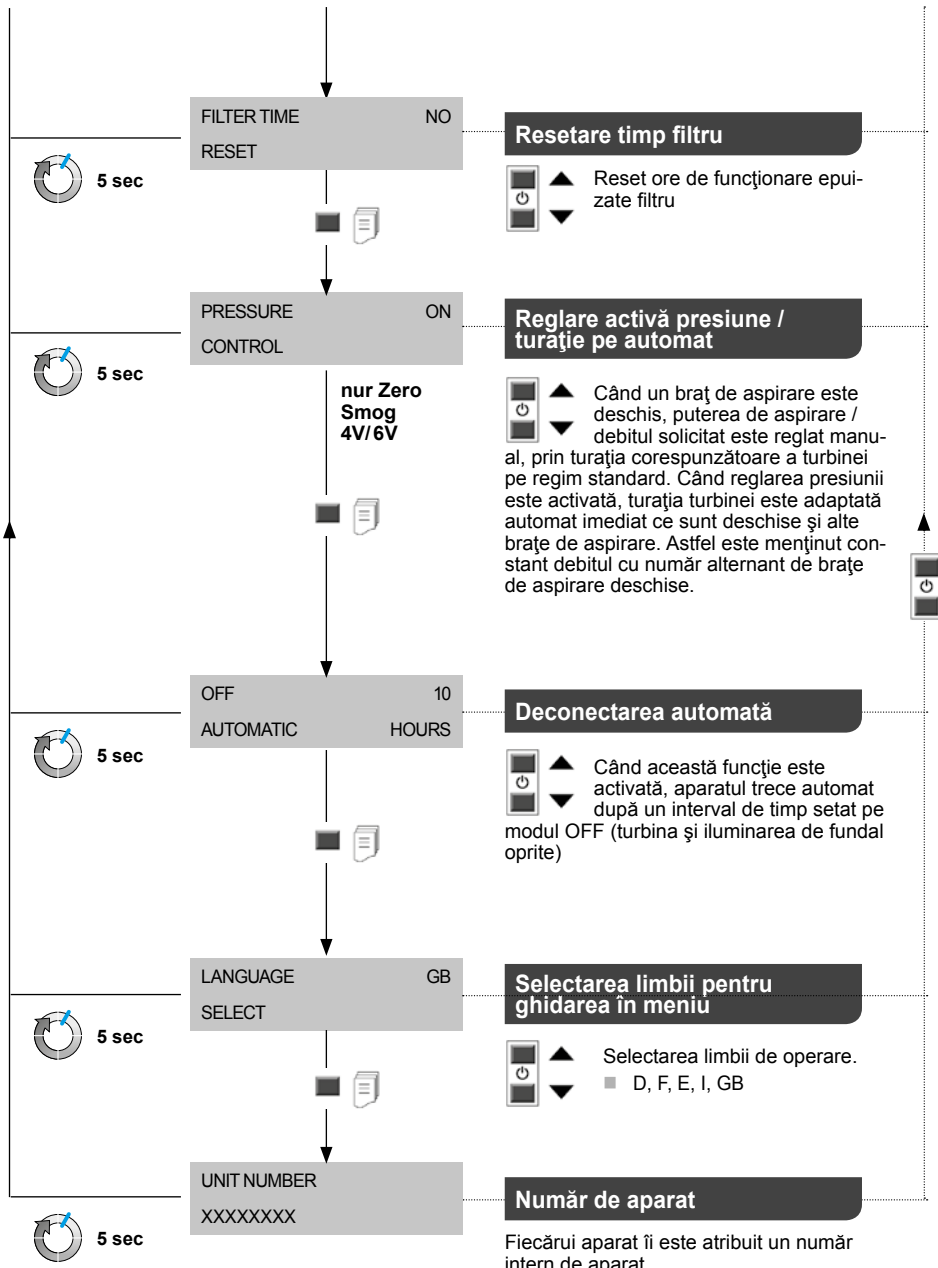 FILTER TIME NO
RESET
5 sec
Resetare timp filtru
Reset ore de funcţionare epui-
zate filtru
PRESSURE ON
CONTROL
5 sec
nur Zero
Smog
4V/ 6V
Reglare activă presiune /
turaţie pe automat
Când un braţ de aspirare este
deschis, puterea de aspirare /
debitul solicitat este reglat manu-
al, prin turaţia corespunzătoare a turbinei
pe regim standard. Când reglarea presiunii
este activată, turaţia turbinei este adaptată
automat imediat ce sunt deschise şi alte
braţe de aspirare. Astfel este menţinut con-
stant debitul cu număr alternant de braţe
de aspirare deschise.
OFF 10
AUTOMATIC HOURS
5 sec
Deconectarea automată
Când această funcţie este
activată, aparatul trece automat
după un interval de timp setat pe
modul OFF (turbina şi iluminarea de fundal
oprite)
LANGUAGE GB
SELECT
5 sec
Selectarea limbii pentru
ghidarea în meniu
Selectarea limbii de operare.
D, F, E, I, GB
UNIT NUMBER
XXXXXXXX
5 sec
Număr de aparat
Fiecărui aparat îi este atribuit un număr
intern de aparat